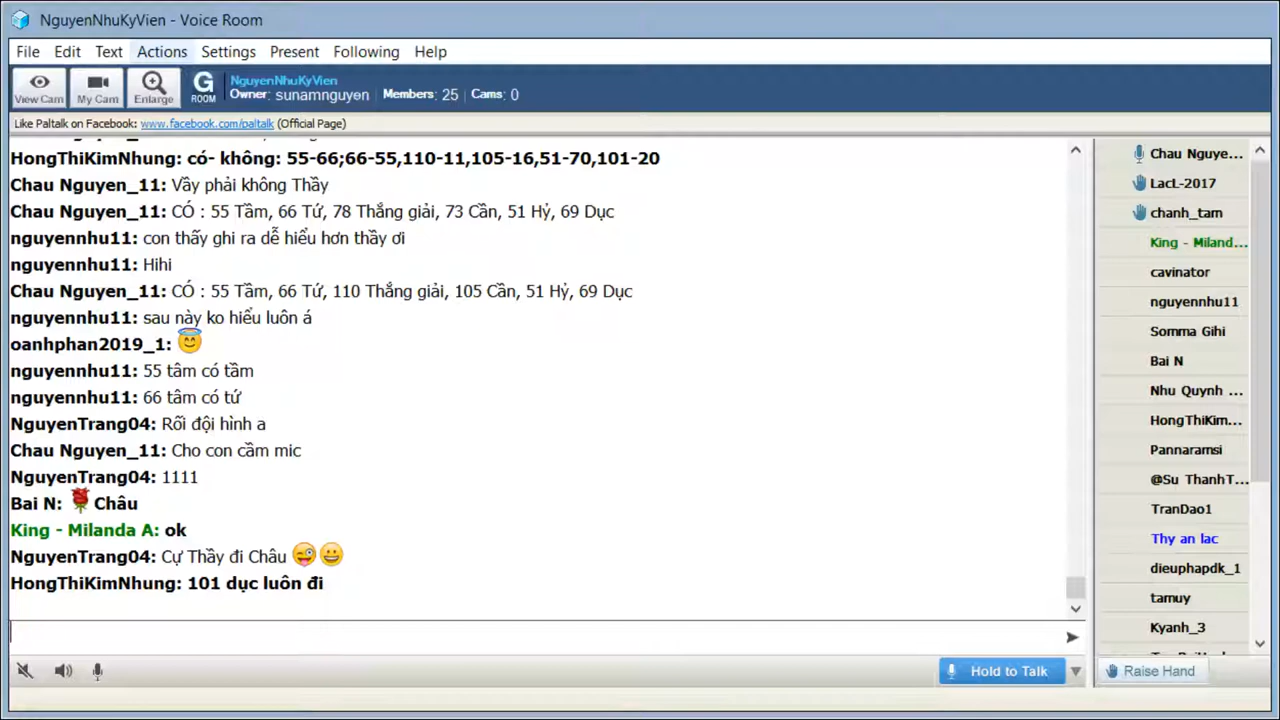 NguyenNhuKyVien - Voice Room
File Edit Text Actions Settings Present Following Help
View Cam My Cam Enlarge G ROOM NguyenNhuKyVien
Owner: sunamnguyen Members: 25 Cams: 0
Like Paltalk on Facebook: www.facebook.com/paltalk (Official Page)
HongThiKimNhung: có- không: 55-66;66-55,110-11,105-16,51-70,101-20
Chau Nguyen_11: Vầy phải không Thầy
Chau Nguyen_11: CÓ : 55 Tầm, 66 Tứ, 78 Thắng giải, 73 Cần, 51 Hỷ, 69 Dục
nguyennhu11: con thấy ghi ra dễ hiểu hơn thầy ơi
nguyennhu11: Hihi
Chau Nguyen_11: CÓ : 55 Tầm, 66 Tứ, 110 Thắng giải, 105 Cần, 51 Hỷ, 69 Dục
nguyennhu11: sau này ko hiểu luôn á
oanhphan2019_1: 😇
nguyennhu11: 55 tâm có tầm
nguyennhu11: 66 tâm có tứ
NguyenTrang04: Rối đội hình a
Chau Nguyen_11: Cho con cầm mic
NguyenTrang04: 1111
Bai N: 🌹 Châu
King - Milanda A: ok
NguyenTrang04: Cự Thầy đi Châu 😜😀
HongThiKimNhung: 101 dục luôn đi
Hold to Talk
Chau Nguye...
LacL-2017
chanh_tam
King - Miland...
cavinator
nguyennhu11
Somma Gihi
Bai N
Nhu Quynh ...
HongThiKim...
Pannaramsi
@Su ThanhT...
TranDao1
Thy an lac
dieuphapdk_1
tamuy
Kyanh_3
Raise Hand